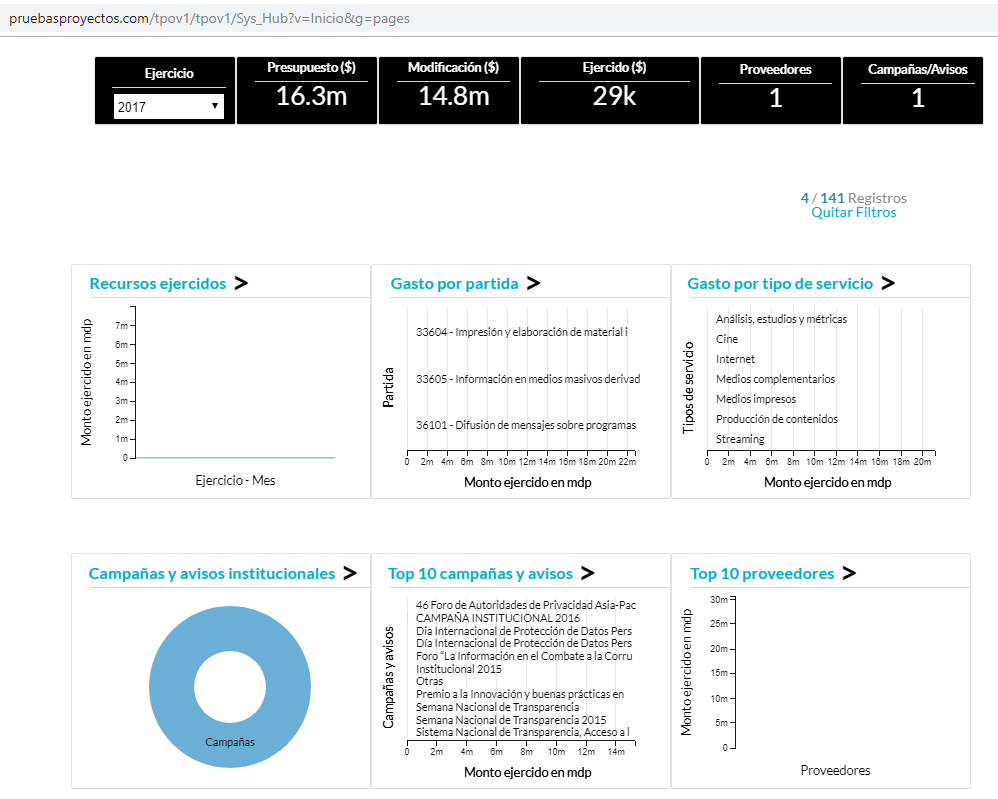 pruebasproyectos.com/tpov1/tpov1/Sys_Hub?v=Inicio&g=pages
Ejercicio
2017
Presupuesto ($)
16.3m
Modificación ($)
14.8m
Ejercido ($)
29k
Proveedores
1
Campañas/Avisos
1
4 / 141 Registros
Quitar Filtros
Recursos ejercidos >
Monto ejercido en mdp
7m
6m
5m
4m
3m
2m
1m
0
Ejercicio - Mes
Gasto por partida >
Partida
33604 - Impresión y elaboración de material i
33605 - Información en medios masivos derivad
36101 - Difusión de mensajes sobre programas
0 2m 4m 6m 8m 10m 12m 14m 16m 18m 20m 22m
Monto ejercido en mdp
Gasto por tipo de servicio >
Tipos de servicio
Análisis, estudios y métricas
Cine
Internet
Medios complementarios
Medios impresos
Producción de contenidos
Streaming
0 2m 4m 6m 8m 10m 12m 14m 16m 18m 20m
Monto ejercido en mdp
Campañas y avisos institucionales >
Campañas
Top 10 campañas y avisos >
Campañas y avisos
46 Foro de Autoridades de Privacidad Asia-Pac
CAMPAÑA INSTITUCIONAL 2016
Dia Internacional de Protección de Datos Pers
Día Internacional de Protección de Datos Pers
Foro “La Información en el Combate a la Corru
Institucional 2015
Otras
Premio a la Innovación y buenas prácticas en
Semana Nacional de Transparencia
Semana Nacional de Transparencia 2015
Sistema Nacional de Transparencia, Acceso a l
0 2m 4m 6m 8m 10m 12m 14m
Monto ejercido en mdp
Top 10 proveedores >
Monto ejercido en mdp
30m
25m
20m
15m
10m
5m
0
Proveedores